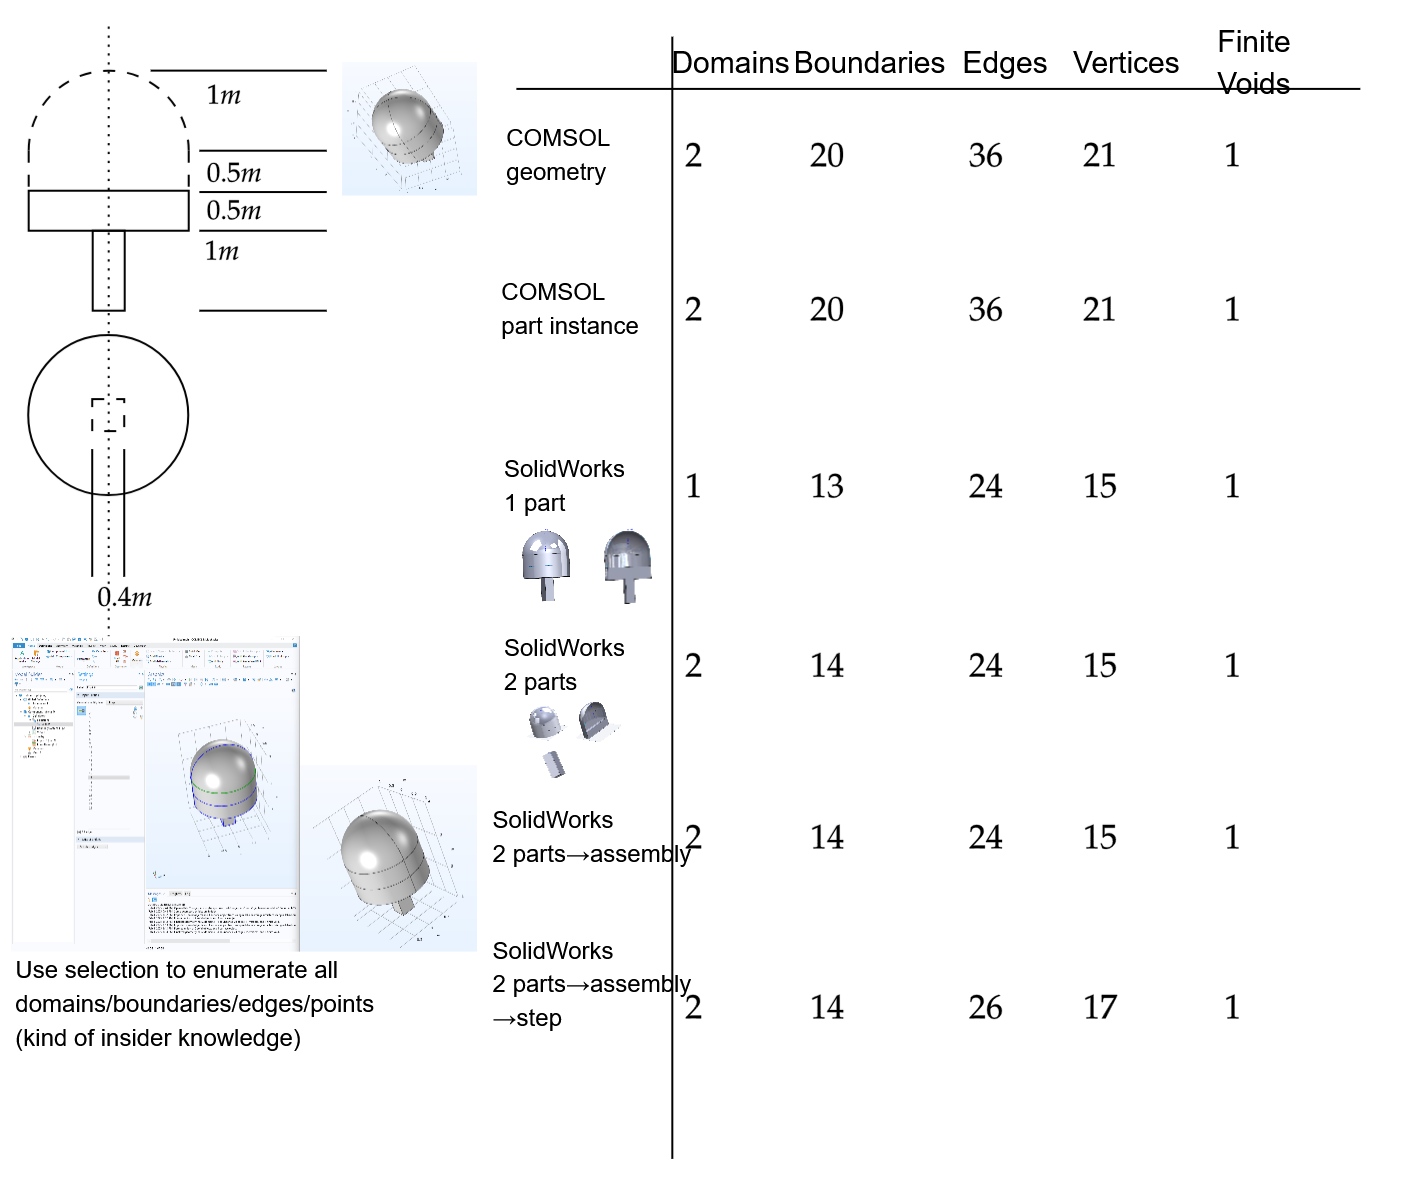 1m
0.5m
0.5m
1m
0.4m
Use selection to enumerate all
domains/boundaries/edges/points
(kind of insider knowledge)
Domains Boundaries Edges Vertices Finite Voids
COMSOL
geometry
2 20 36 21 1
COMSOL
part instance
2 20 36 21 1
SolidWorks
1 part
1 13 24 15 1
SolidWorks
2 parts
2 14 24 15 1
SolidWorks
2 parts→assembly
2 14 24 15 1
SolidWorks
2 parts→assembly
→step
2 14 26 17 1